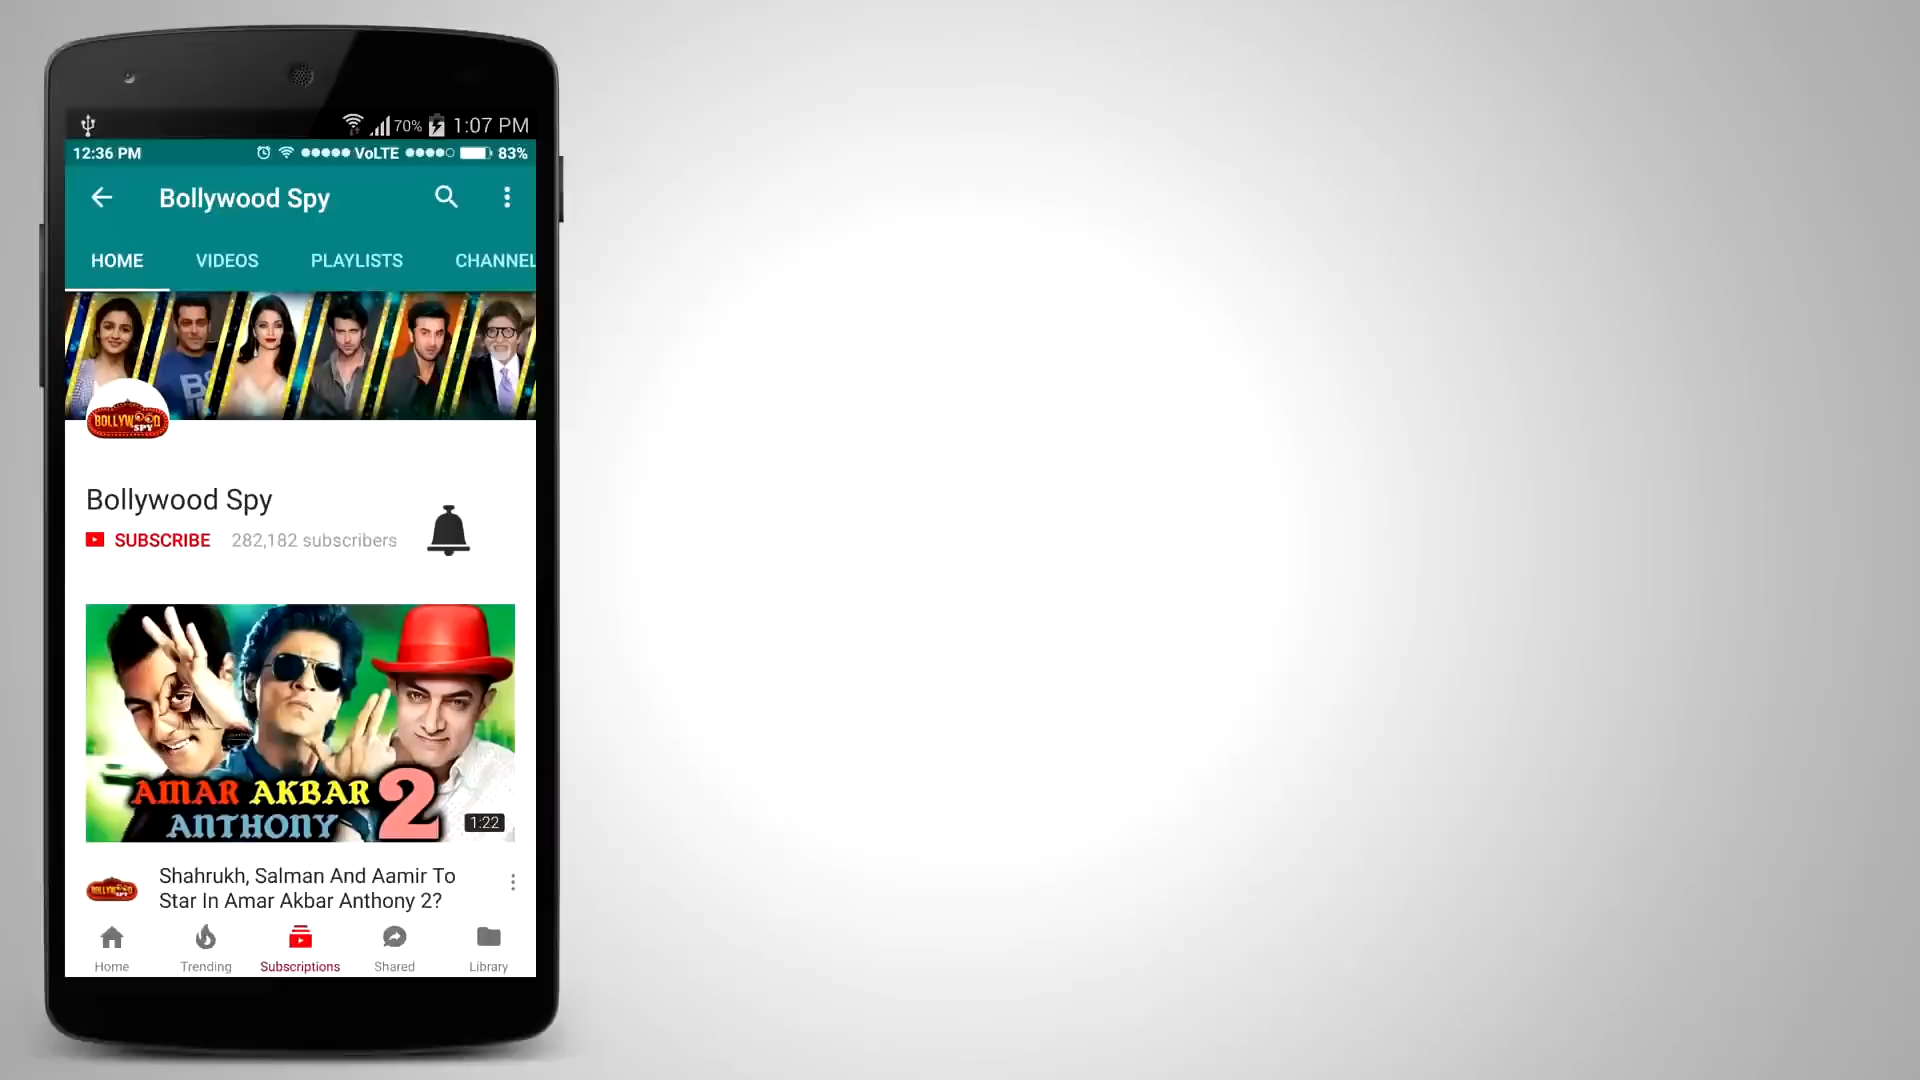 70% 1:07 PM
12:36 PM VoLTE 83%
Bollywood Spy
HOME VIDEOS PLAYLISTS CHANNEL
BOLLYWOOD
SPY
Bollywood Spy
SUBSCRIBE 282,182 subscribers
AMAR AKBAR
ANTHONY 2
1:22
Shahrukh, Salman And Aamir To
Star In Amar Akbar Anthony 2?
BOLLYWOOD
SPY
Home Trending Subscriptions Shared Library